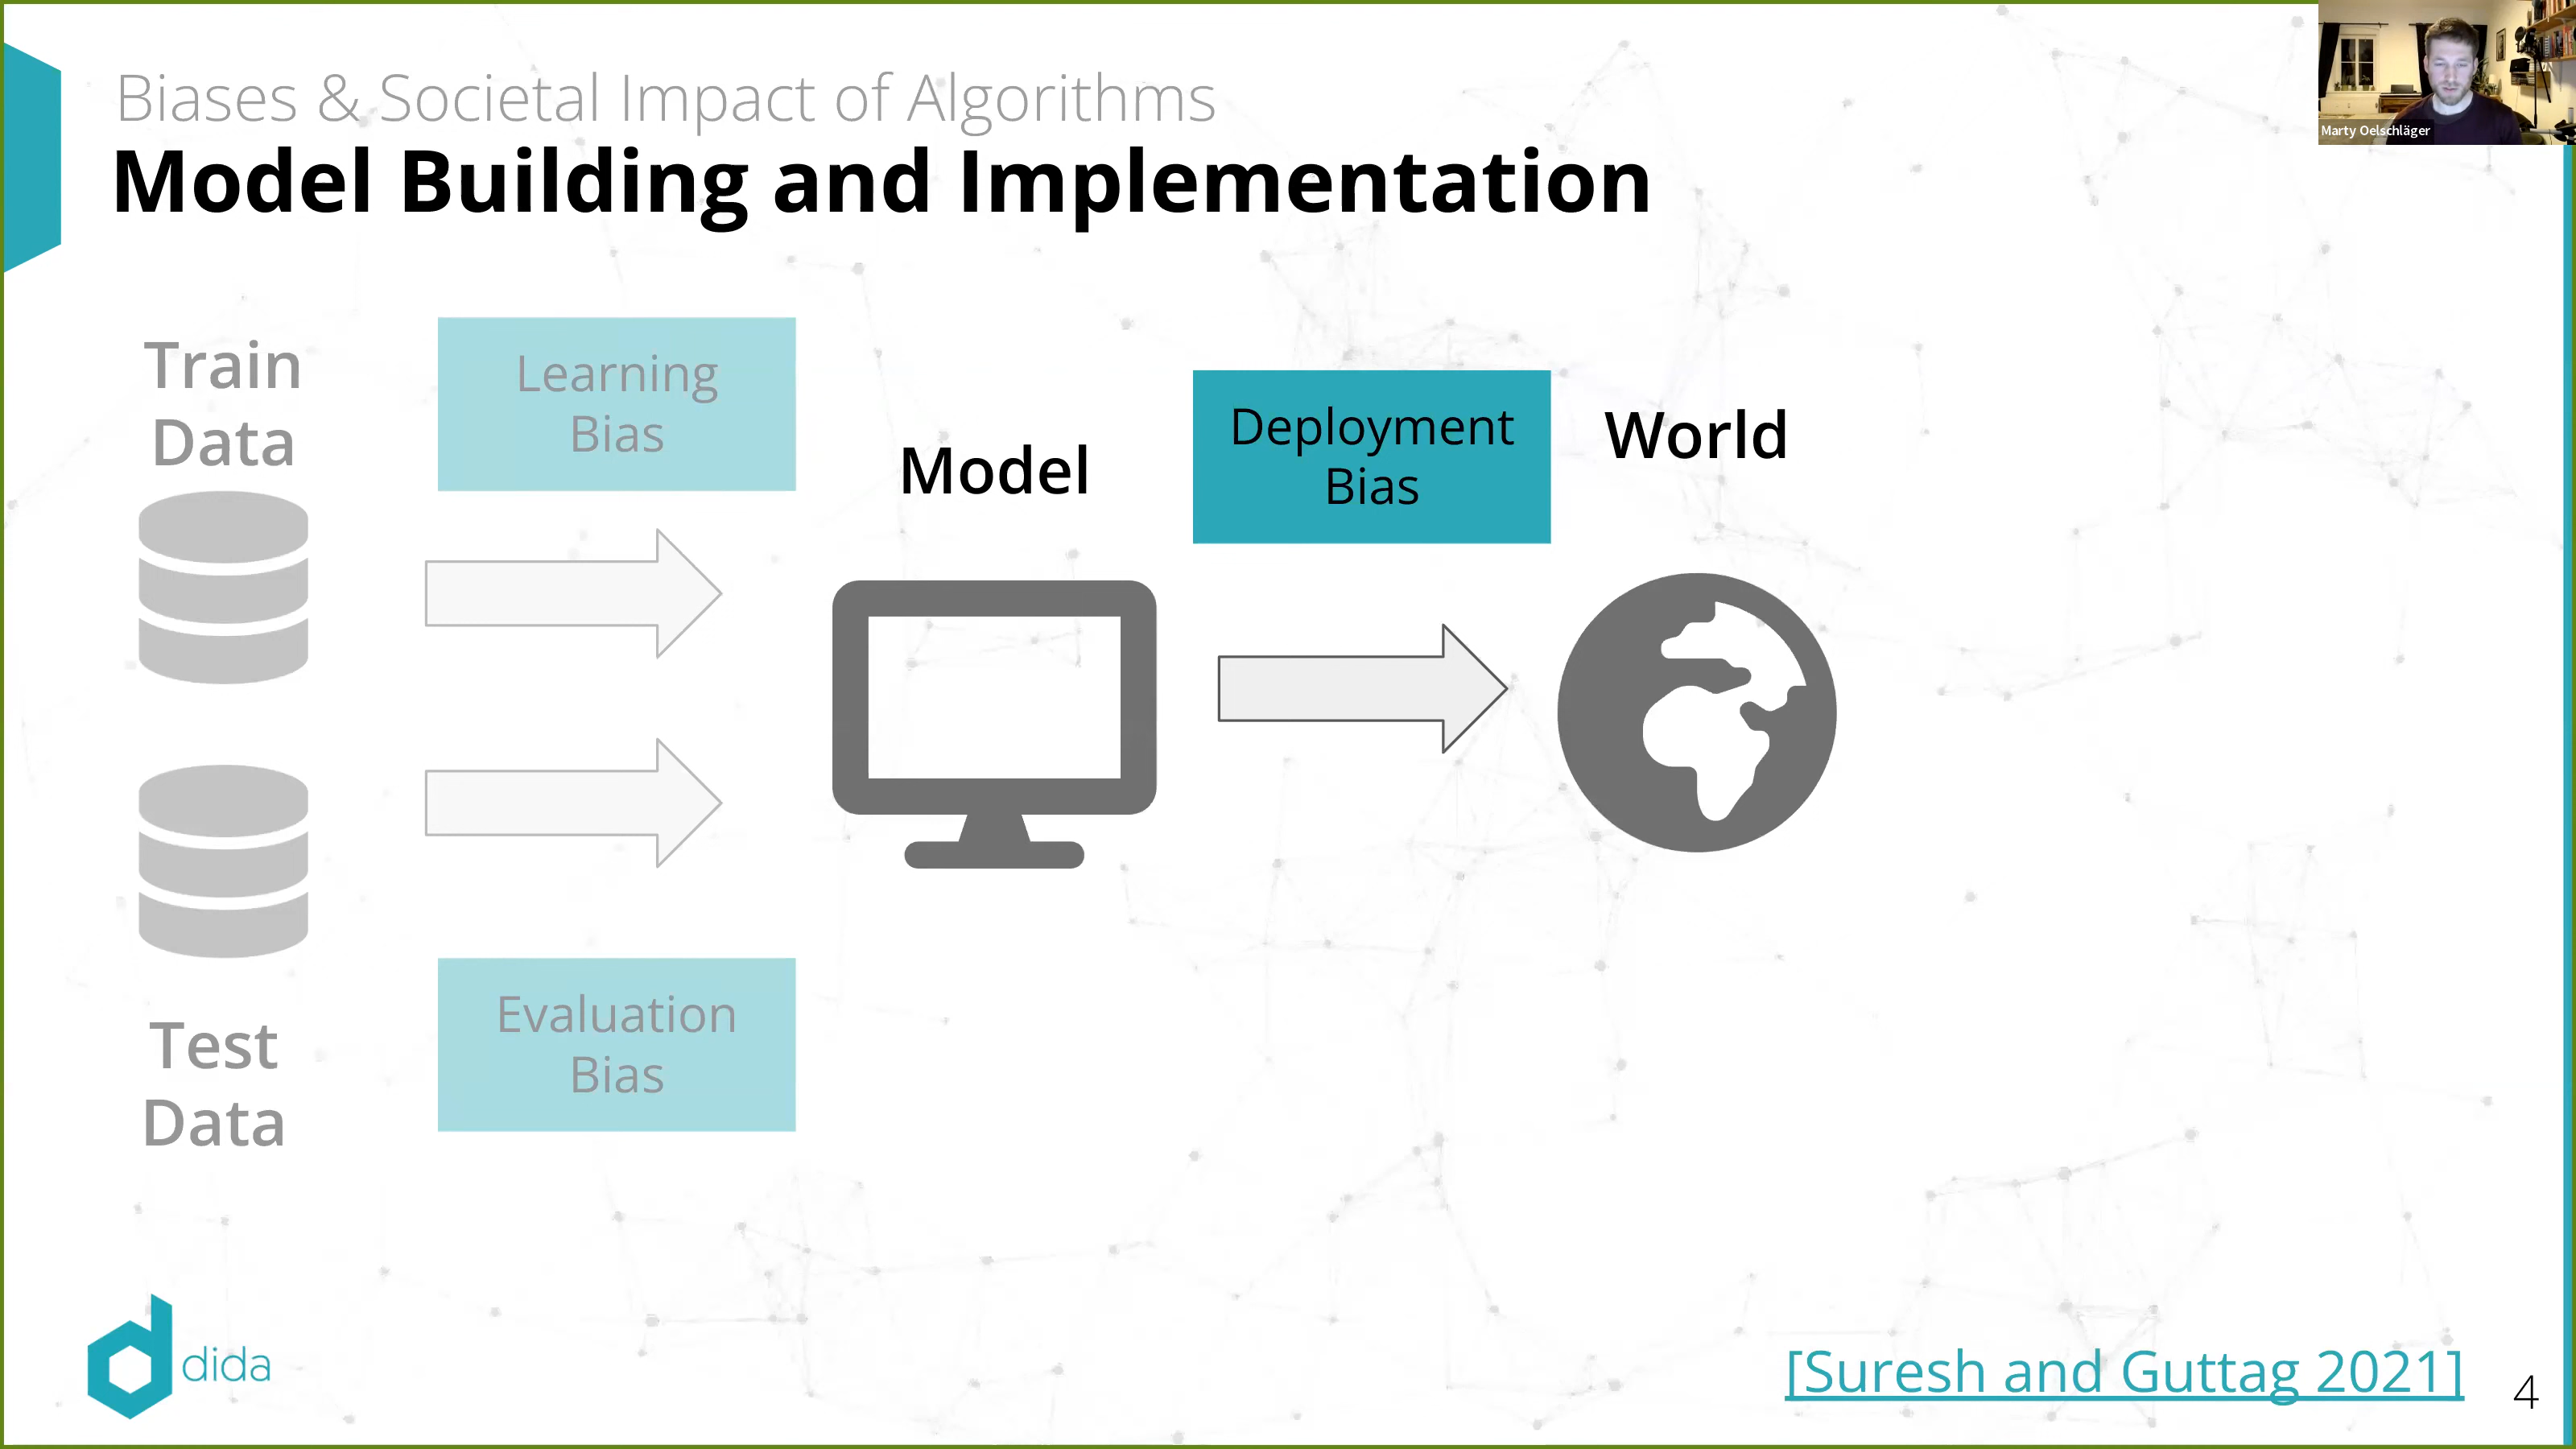 Biases & Societal Impact of Algorithms
Model Building and Implementation
Marty Oelschläger
Train
Data
Learning
Bias
Model
Deployment
Bias
World
Evaluation
Bias
Test
Data
dida
[Suresh and Guttag 2021]
4